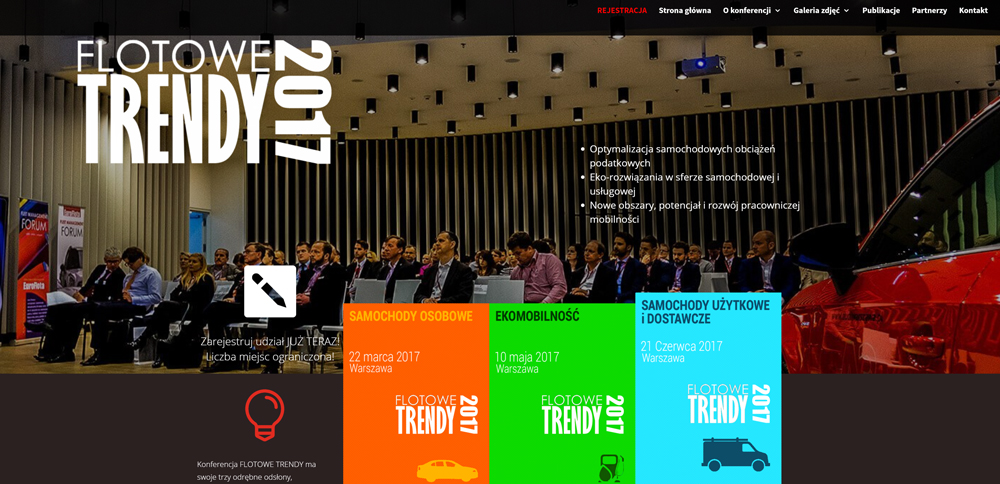 REJESTRACJA Strona główna O konferencji Galeria zdjęć Publikacje Partnerzy Kontakt
FLOTOWE
TRENDY
2017
Optymalizacja samochodowych obciążeń
podatkowych
Eko-rozwiązania w sferze samochodowej i
usługowej
Nowe obszary, potencjał i rozwój pracowniczej
mobilności
FLEET MANAGEMENT
FORUM
FORUM
EuroFlota
Zarejestruj udział JUŻ TERAZ!
liczba miejsc ograniczona!
SAMOCHODY OSOBOWE
22 marca 2017
Warszawa
FLOTOWE
TRENDY
2017
EKOMOBILNOŚĆ
10 maja 2017
Warszawa
FLOTOWE
TRENDY
2017
SAMOCHODY UŻYTKOWE
i DOSTAWCZE
21 Czerwca 2017
Warszawa
FLOTOWE
TRENDY
2017
Konferencja FLOTOWE TRENDY ma
swoje trzy odrębne odsłony,